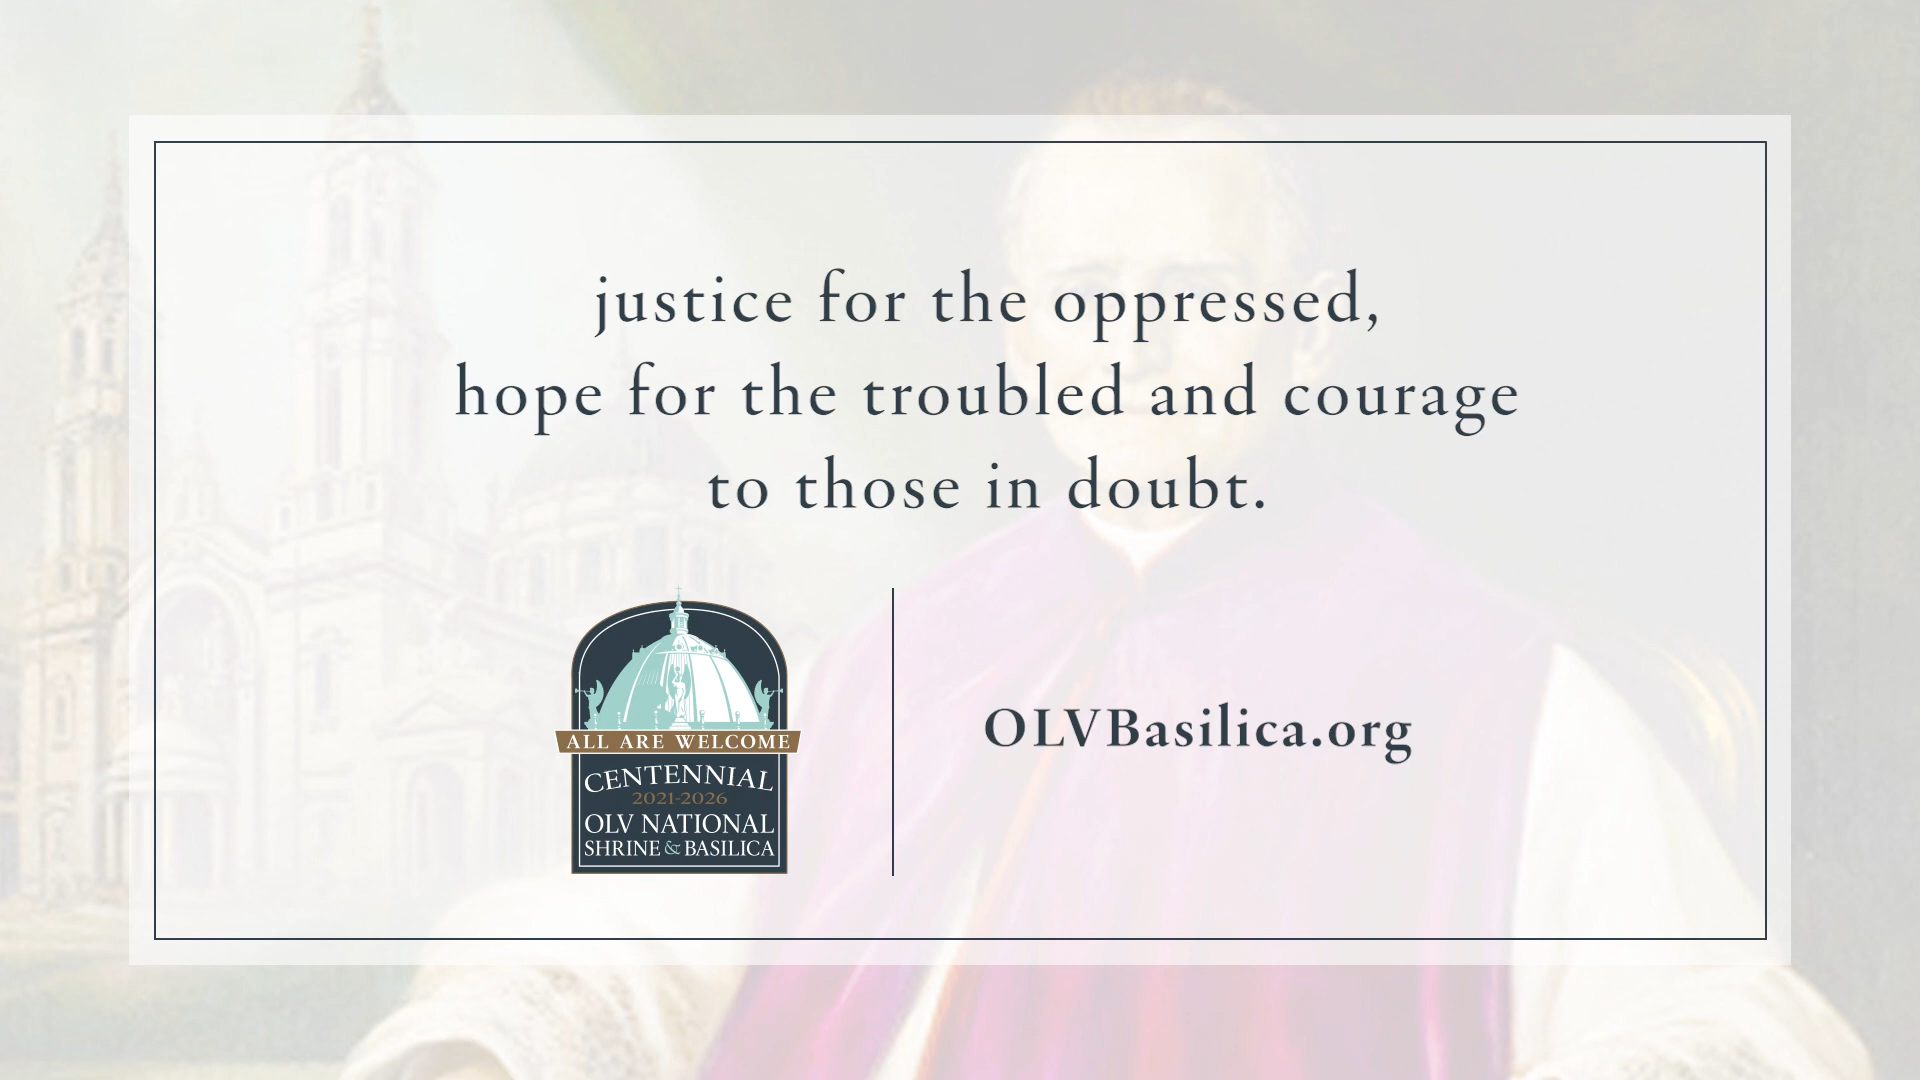 justice for the oppressed,
hope for the troubled and courage
to those in doubt.
ALL ARE WELCOME
CENTENNIAL
2021-2026
OLV NATIONAL
SHRINE & BASILICA
OLVBasilica.org